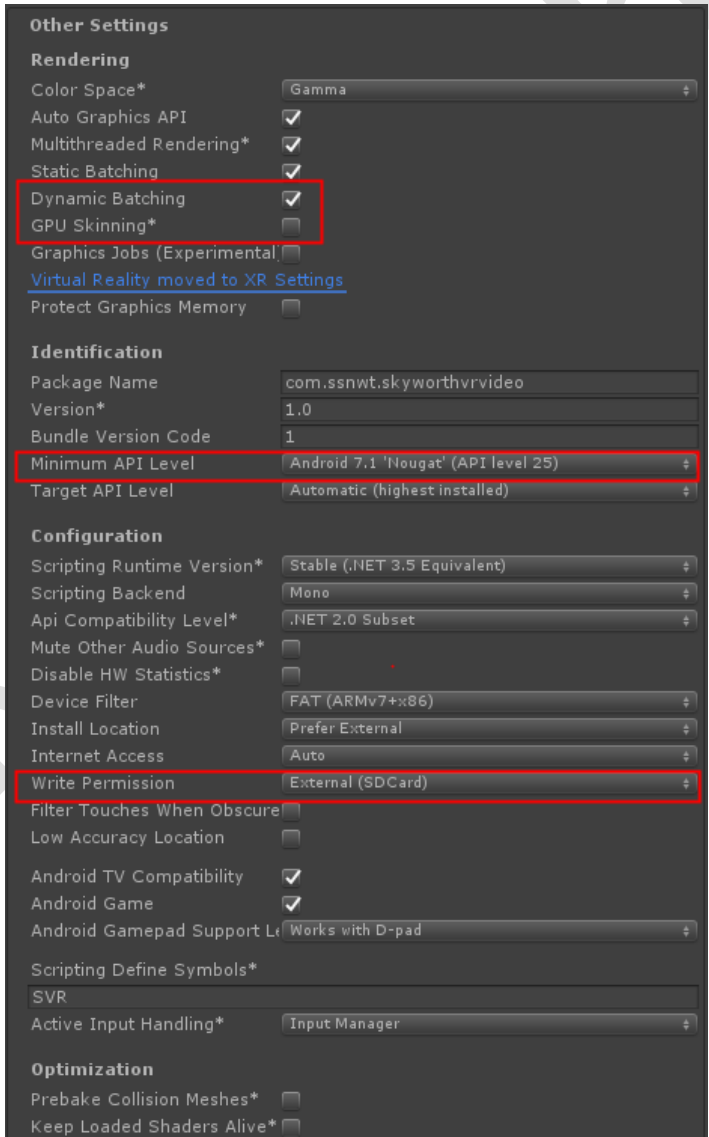 Other Settings
Rendering
Color Space* Gamma
Auto Graphics API
Multithreaded Rendering*
Static Batching
Dynamic Batching
GPU Skinning*
Graphics Jobs (Experimental)
Virtual Reality moved to XR Settings
Protect Graphics Memory
Identification
Package Name com.ssnwt.skyworthvrvideo
Version* 1.0
Bundle Version Code 1
Minimum API Level Android 7.1 'Nougat' (API level 25)
Target API Level Automatic (highest installed)
Configuration
Scripting Runtime Version* Stable (.NET 3.5 Equivalent)
Scripting Backend Mono
Api Compatibility Level* .NET 2.0 Subset
Mute Other Audio Sources*
Disable HW Statistics*
Device Filter FAT (ARMv7+x86)
Install Location Prefer External
Internet Access Auto
Write Permission External (SDCard)
Filter Touches When Obscure
Low Accuracy Location
Android TV Compatibility
Android Game
Android Gamepad Support Le Works with D-pad
Scripting Define Symbols*
SVR
Active Input Handling* Input Manager
Optimization
Prebake Collision Meshes*
Keep Loaded Shaders Alive*